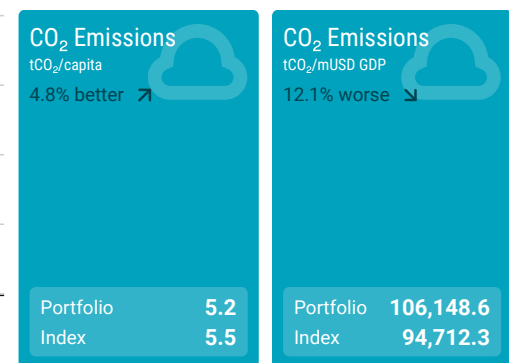 CO₂ Emissions
tCO₂/capita
4.8% better
Portfolio 5.2
Index 5.5
CO₂ Emissions
tCO₂/mUSD GDP
12.1% worse
Portfolio 106,148.6
Index 94,712.3